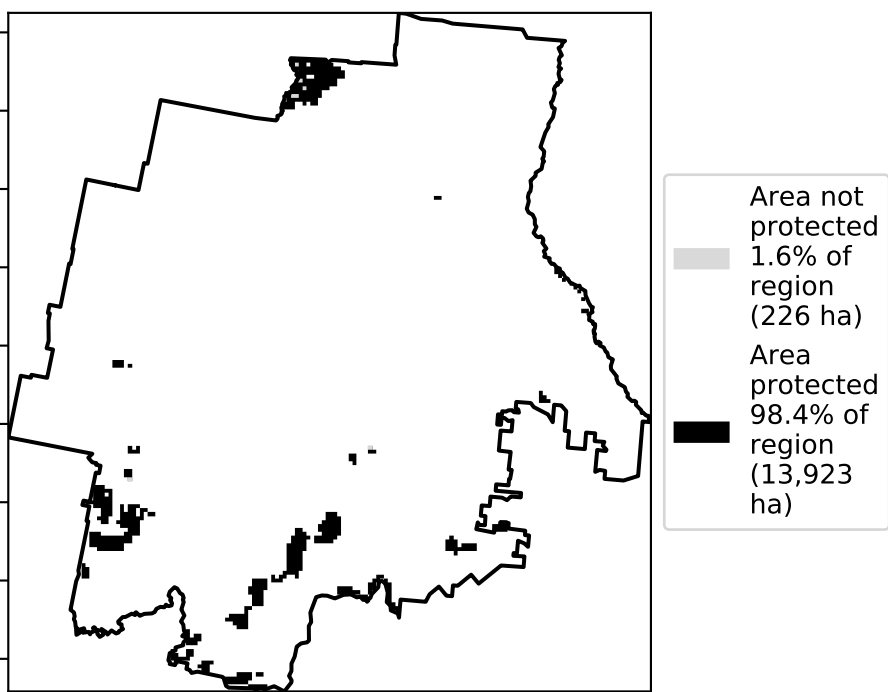 Area not
protected
1.6% of
region
(226 ha)
Area
protected
98.4% of
region
(13,923
ha)